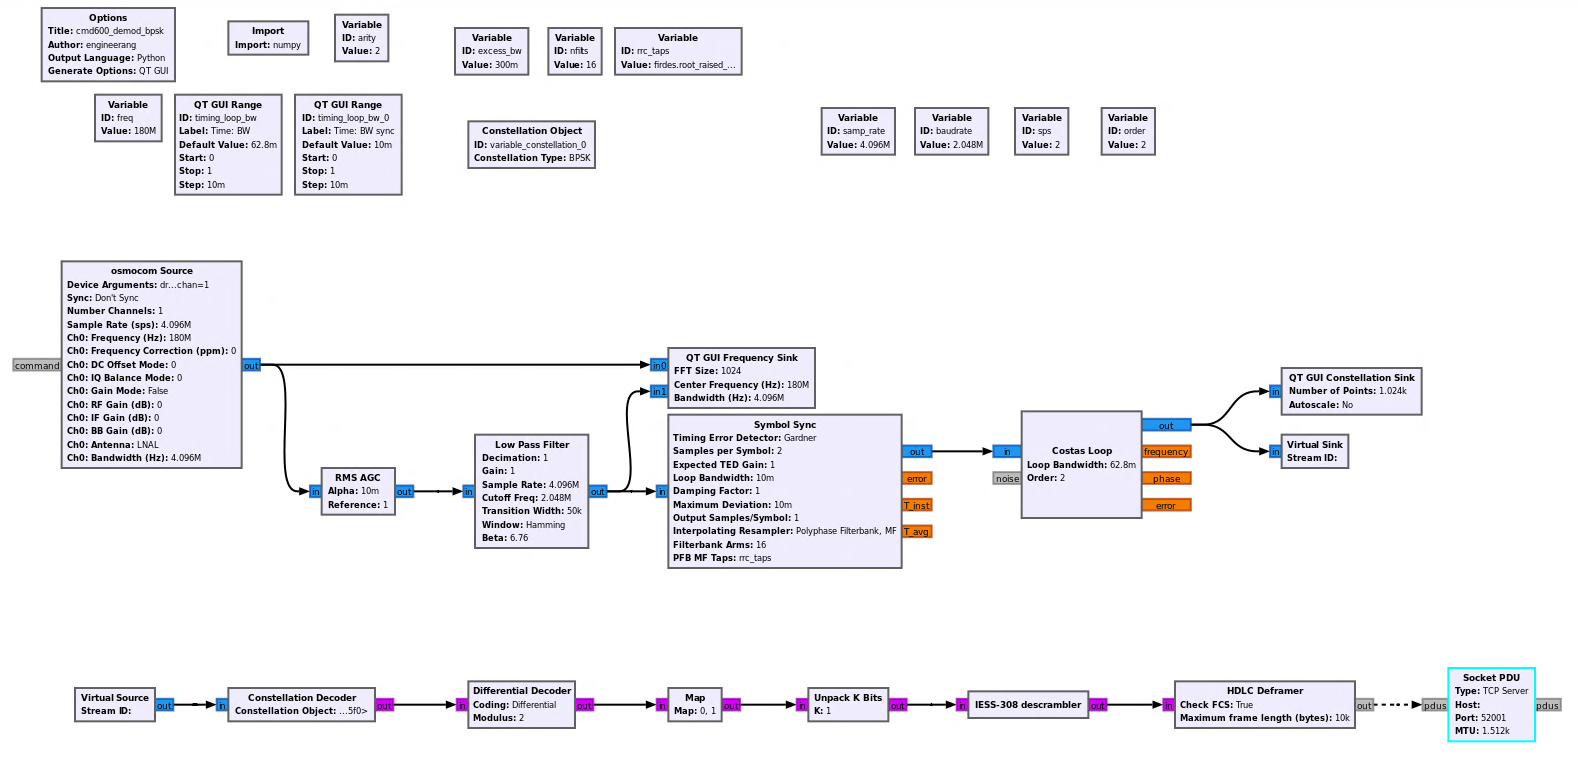 Options
Title: cmd600_demod_bpsk
Author: engineerang
Output Language: Python
Generate Options: QT GUI
Import
Import: numpy
Variable
ID: arity
Value: 2
Variable
ID: excess_bw
Value: 300m
Variable
ID: nfilts
Value: 16
Variable
ID: rrc_taps
Value: firdes.root_raised_...
Variable
ID: freq
Value: 180M
QT GUI Range
ID: timing_loop_bw
Label: Time: BW
Default Value: 62.8m
Start: 0
Stop: 1
Step: 10m
QT GUI Range
ID: timing_loop_bw_0
Label: Time: BW sync
Default Value: 10m
Start: 0
Stop: 1
Step: 10m
Constellation Object
ID: variable_constellation_0
Constellation Type: BPSK
Variable
ID: samp_rate
Value: 4.096M
Variable
ID: baudrate
Value: 2.048M
Variable
ID: sps
Value: 2
Variable
ID: order
Value: 2
command
osmocom Source
Device Arguments: dr...chan=1
Sync: Don't Sync
Number Channels: 1
Sample Rate (sps): 4.096M
Ch0: Frequency (Hz): 180M
Ch0: Frequency Correction (ppm): 0
Ch0: DC Offset Mode: 0
Ch0: IQ Balance Mode: 0
Ch0: Gain Mode: False
Ch0: RF Gain (dB): 0
Ch0: IF Gain (dB): 0
Ch0: BB Gain (dB): 0
Ch0: Antenna: LNAL
Ch0: Bandwidth (Hz): 4.096M
out
in
RMS AGC
Alpha: 10m
Reference: 1
out
in
Low Pass Filter
Decimation: 1
Gain: 1
Sample Rate: 4.096M
Cutoff Freq: 2.048M
Transition Width: 50k
Window: Hamming
Beta: 6.76
out
in0
in1
QT GUI Frequency Sink
FFT Size: 1024
Center Frequency (Hz): 180M
Bandwidth (Hz): 4.096M
in
Symbol Sync
Timing Error Detector: Gardner
Samples per Symbol: 2
Expected TED Gain: 1
Loop Bandwidth: 10m
Damping Factor: 1
Maximum Deviation: 10m
Output Samples/Symbol: 1
Interpolating Resampler: Polyphase Filterbank, MF
Filterbank Arms: 16
PFB MF Taps: rrc_taps
out
error
T_inst
T_avg
in
noise
Costas Loop
Loop Bandwidth: 62.8m
Order: 2
out
frequency
phase
error
in
QT GUI Constellation Sink
Number of Points: 1.024k
Autoscale: No
in
Virtual Sink
Stream ID:
Virtual Source
Stream ID:
out
in
Constellation Decoder
Constellation Object: ...5f0>
out
in
Differential Decoder
Coding: Differential
Modulus: 2
out
in
Map
Map: 0, 1
out
in
Unpack K Bits
K: 1
out
in
IESS-308 descrambler
out
in
HDLC Deframer
Check FCS: True
Maximum frame length (bytes): 10k
out
pdus
Socket PDU
Type: TCP Server
Host:
Port: 52001
MTU: 1.512k
pdus